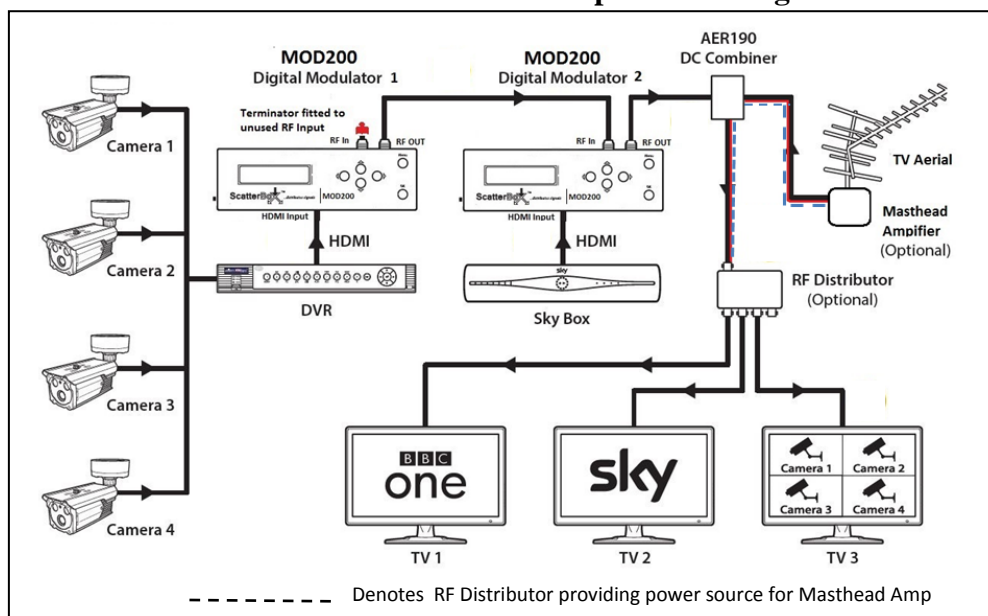 MOD200
Digital Modulator 1
MOD200
Digital Modulator 2
AER190
DC Combiner
Terminator fitted to
unused RF Input
RF In
RF OUT
RF In
RF OUT
Camera 1
ScatterBox
MOD200
HDMI Input
ScatterBox
MOD200
HDMI Input
TV Aerial
Masthead
Ampifier
(Optional)
Camera 2
HDMI
HDMI
sky
DVR
Sky Box
RF Distributor
(Optional)
Camera 3
Camera 4
BBC
one
sky
Camera 1
Camera 2
Camera 3
Camera 4
TV 1
TV 2
TV 3
Denotes RF Distributor providing power source for Masthead Amp